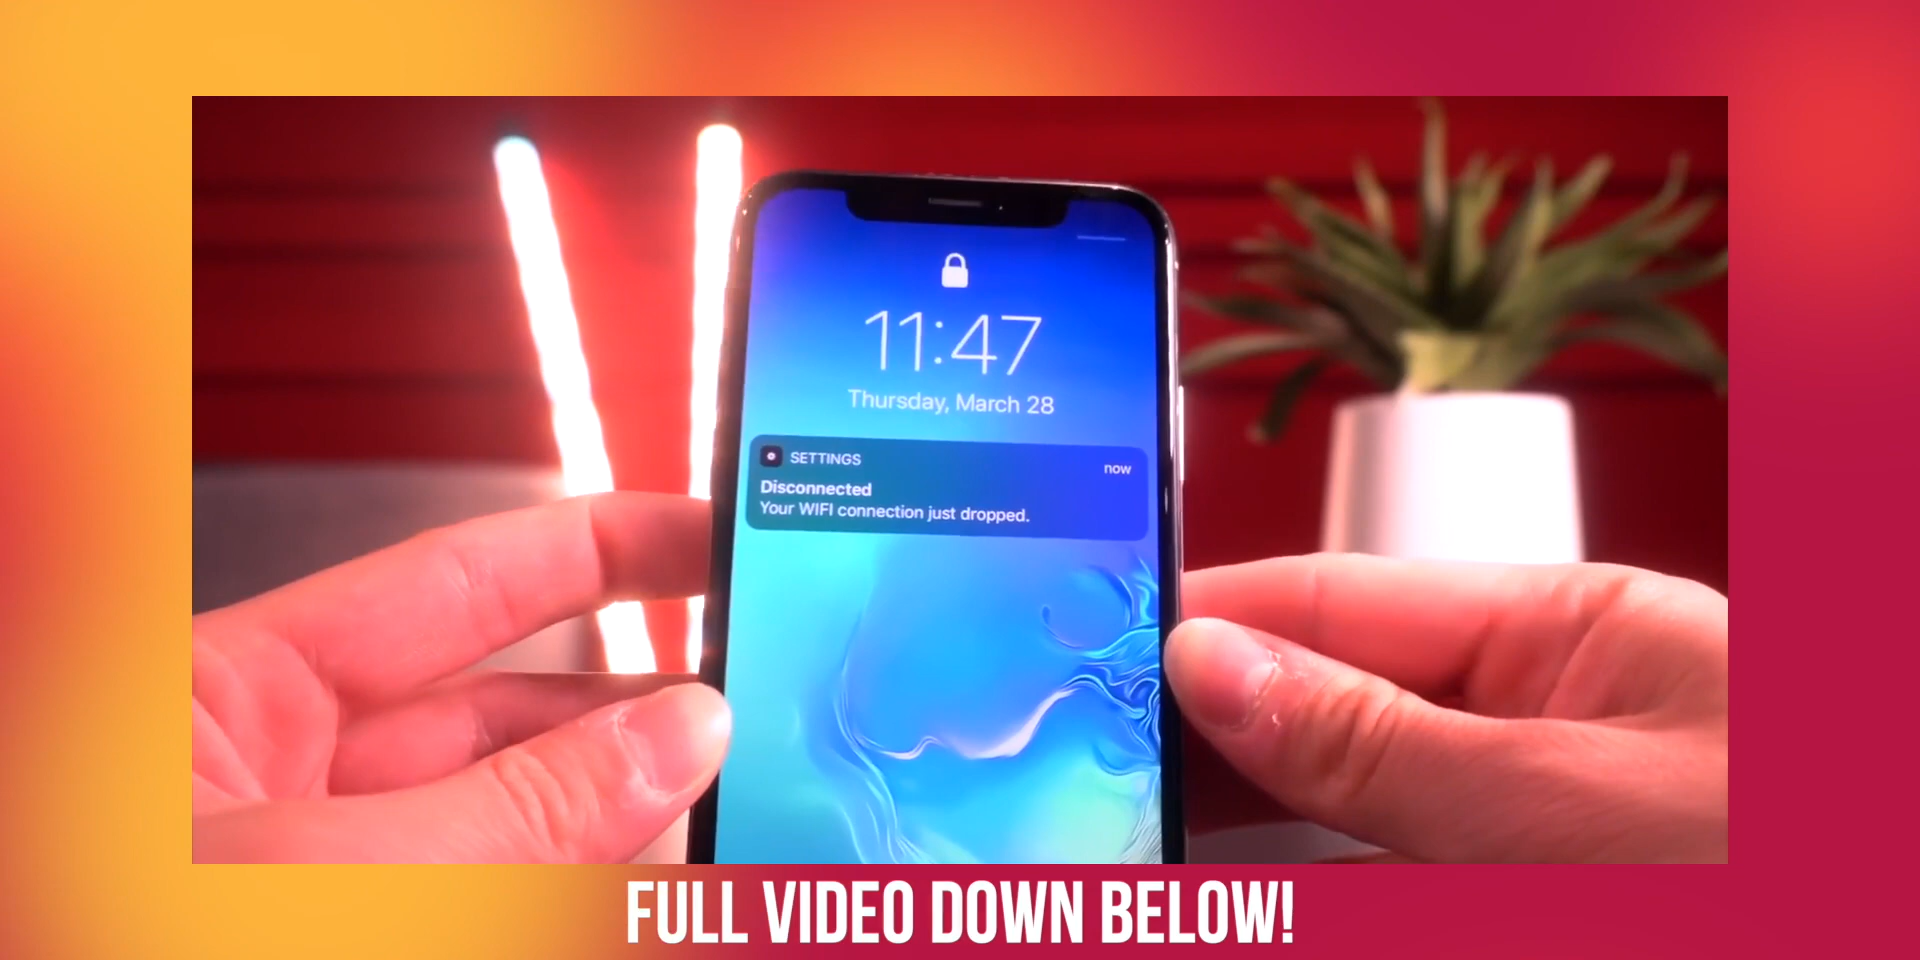 11:47
Thursday, March 28
SETTINGS
now
Disconnected
Your WIFI connection just dropped.
FULL VIDEO DOWN BELOW!